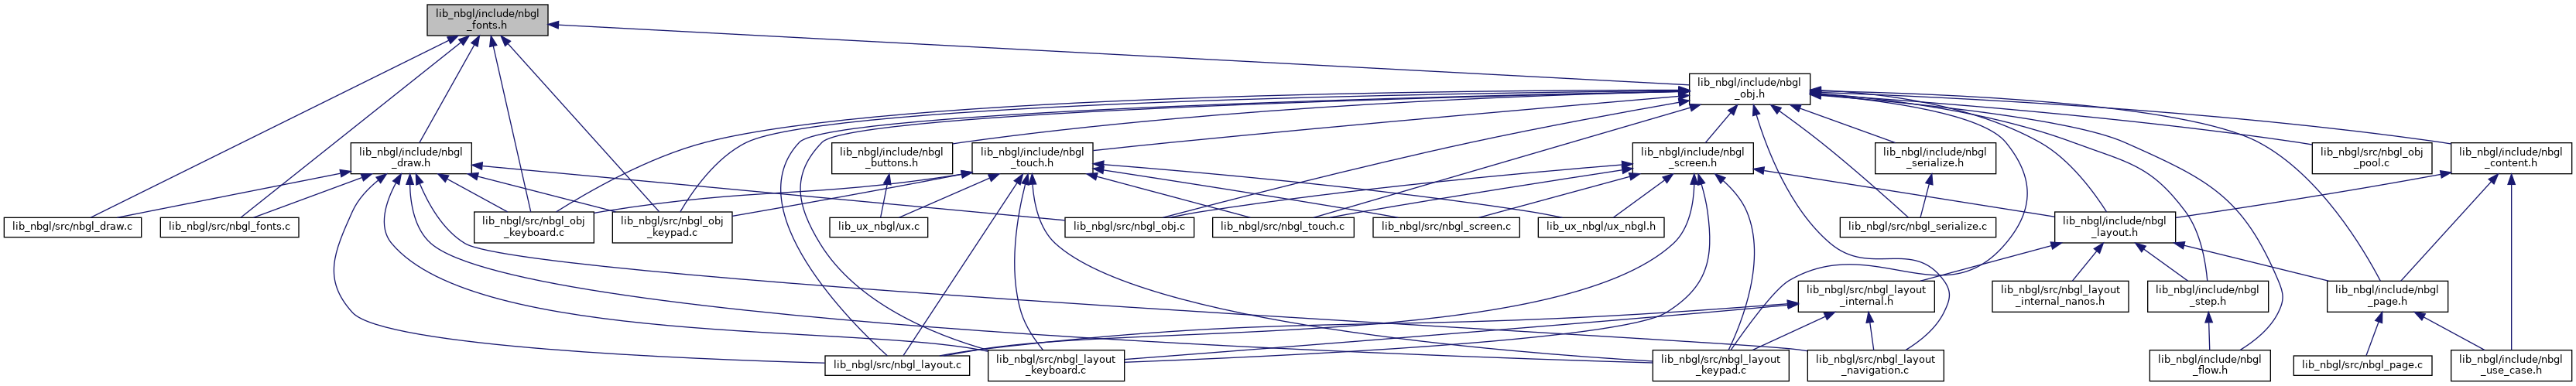 lib_nbgl/include/nbgl
_fonts.h
lib_nbgl/include/nbgl
_obj.h
lib_nbgl/include/nbgl
_draw.h
lib_nbgl/include/nbgl
_buttons.h
lib_nbgl/include/nbgl
_touch.h
lib_nbgl/include/nbgl
_screen.h
lib_nbgl/include/nbgl
_serialize.h
lib_nbgl/src/nbgl_obj
_pool.c
lib_nbgl/include/nbgl
_content.h
lib_nbgl/src/nbgl_draw.c
lib_nbgl/src/nbgl_fonts.c
lib_nbgl/src/nbgl_obj
_keyboard.c
lib_nbgl/src/nbgl_obj
_keypad.c
lib_ux_nbgl/ux.c
lib_nbgl/src/nbgl_obj.c
lib_nbgl/src/nbgl_touch.c
lib_nbgl/src/nbgl_screen.c
lib_ux_nbgl/ux_nbgl.h
lib_nbgl/src/nbgl_serialize.c
lib_nbgl/include/nbgl
_layout.h
lib_nbgl/src/nbgl_layout
_internal.h
lib_nbgl/src/nbgl_layout
_internal_nanos.h
lib_nbgl/include/nbgl
_step.h
lib_nbgl/include/nbgl
_page.h
lib_nbgl/src/nbgl_layout.c
lib_nbgl/src/nbgl_layout
_keyboard.c
lib_nbgl/src/nbgl_layout
_keypad.c
lib_nbgl/src/nbgl_layout
_navigation.c
lib_nbgl/include/nbgl
_flow.h
lib_nbgl/src/nbgl_page.c
lib_nbgl/include/nbgl
_use_case.h